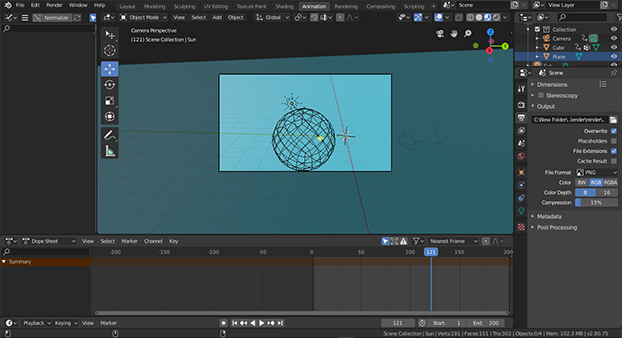 File Edit Render Window Help Layout Modeling Sculpting UV Editing Texture Paint Shading Animation Rendering Scene View Layer
Normalize Object Mode View Select Add Object Global
Camera Perspective
(121) Scene Collection | Sun
Collection
Camera
Cube
Plane
Scene
Dimensions
Stereoscopy
Output
C:\New Folder\...lender\render\...
Overwrite
Placeholders
File Extensions
Cache Result
File Format PNG
Color BW RGB RGBA
Color Depth 8 16
Compression 15%
Metadata
Post Processing
Z
Y
X
Dope Sheet View Select Marker Channel Key Nearest Frame
-200 -100 0 50 100 121 150 200
Summary
Playback Keying View Marker 121 Start: 1 End: 200
Scene Collection | Sun | Verts:191 | Faces:151 | Tris:302 | Objects:0/4 | Mem: 102.3 MB | v2.80.75